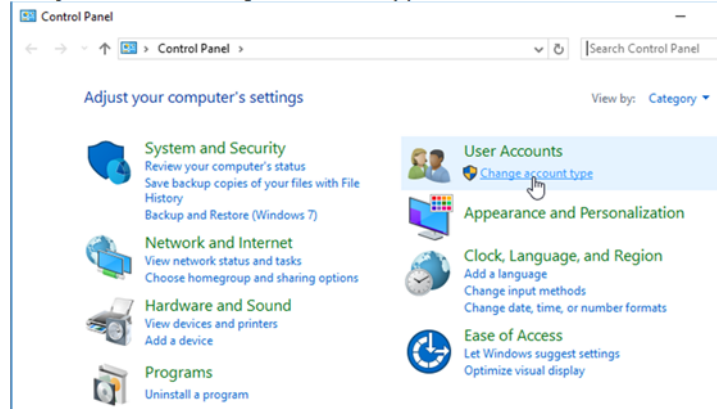 Control Panel
Control Panel
Search Control Panel
Adjust your computer's settings
View by: Category
System and Security
Review your computer's status
Save backup copies of your files with File
History
Backup and Restore (Windows 7)
Network and Internet
View network status and tasks
Choose homegroup and sharing options
Hardware and Sound
View devices and printers
Add a device
Programs
Uninstall a program
User Accounts
Change account type
Appearance and Personalization
Clock, Language, and Region
Add a language
Change input methods
Change date, time, or number formats
Ease of Access
Let Windows suggest settings
Optimize visual display